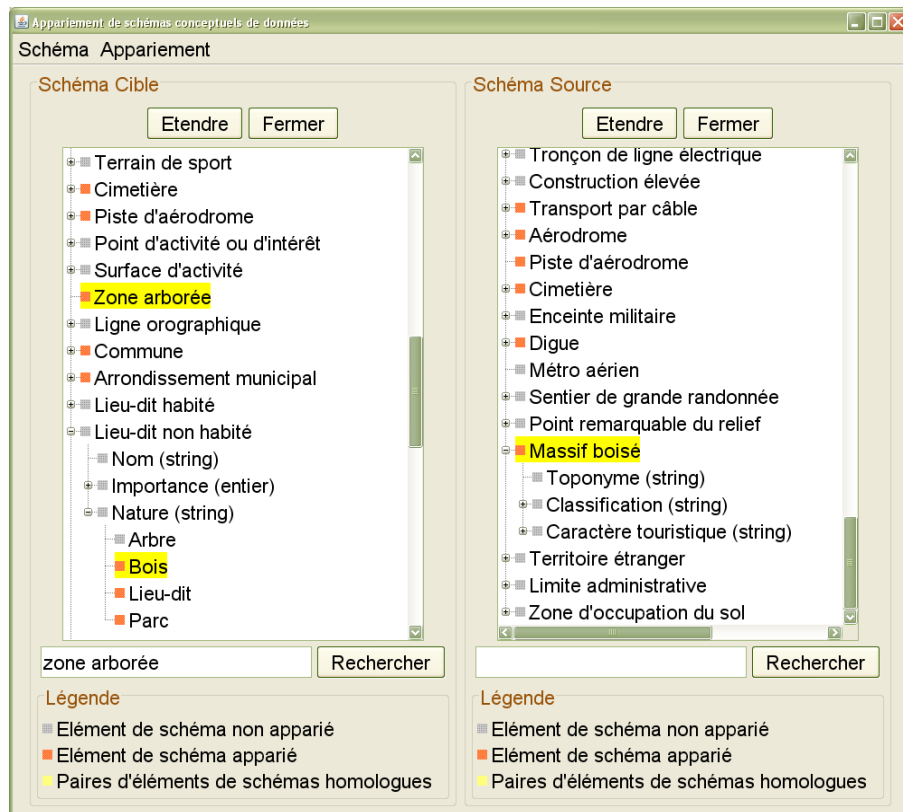 Appariement de schémas conceptuels de données
Schéma Appariement
Schéma Cible
Etendre Fermer
Terrain de sport
Cimetière
Piste d'aérodrome
Point d'activité ou d'intérêt
Surface d'activité
Zone arborée
Ligne orographique
Commune
Arrondissement municipal
Lieu-dit habité
Lieu-dit non habité
Nom (string)
Importance (entier)
Nature (string)
Arbre
Bois
Lieu-dit
Parc
zone arborée Rechercher
Légende
Elément de schéma non apparié
Elément de schéma apparié
Paires d'éléments de schémas homologues
Schéma Source
Etendre Fermer
Tronçon de ligne électrique
Construction élevée
Transport par câble
Aérodrome
Piste d'aérodrome
Cimetière
Enceinte militaire
Digue
Métro aérien
Sentier de grande randonnée
Point remarquable du relief
Massif boisé
Toponyme (string)
Classification (string)
Caractère touristique (string)
Territoire étranger
Limite administrative
Zone d'occupation du sol
Rechercher
Légende
Elément de schéma non apparié
Elément de schéma apparié
Paires d'éléments de schémas homologues